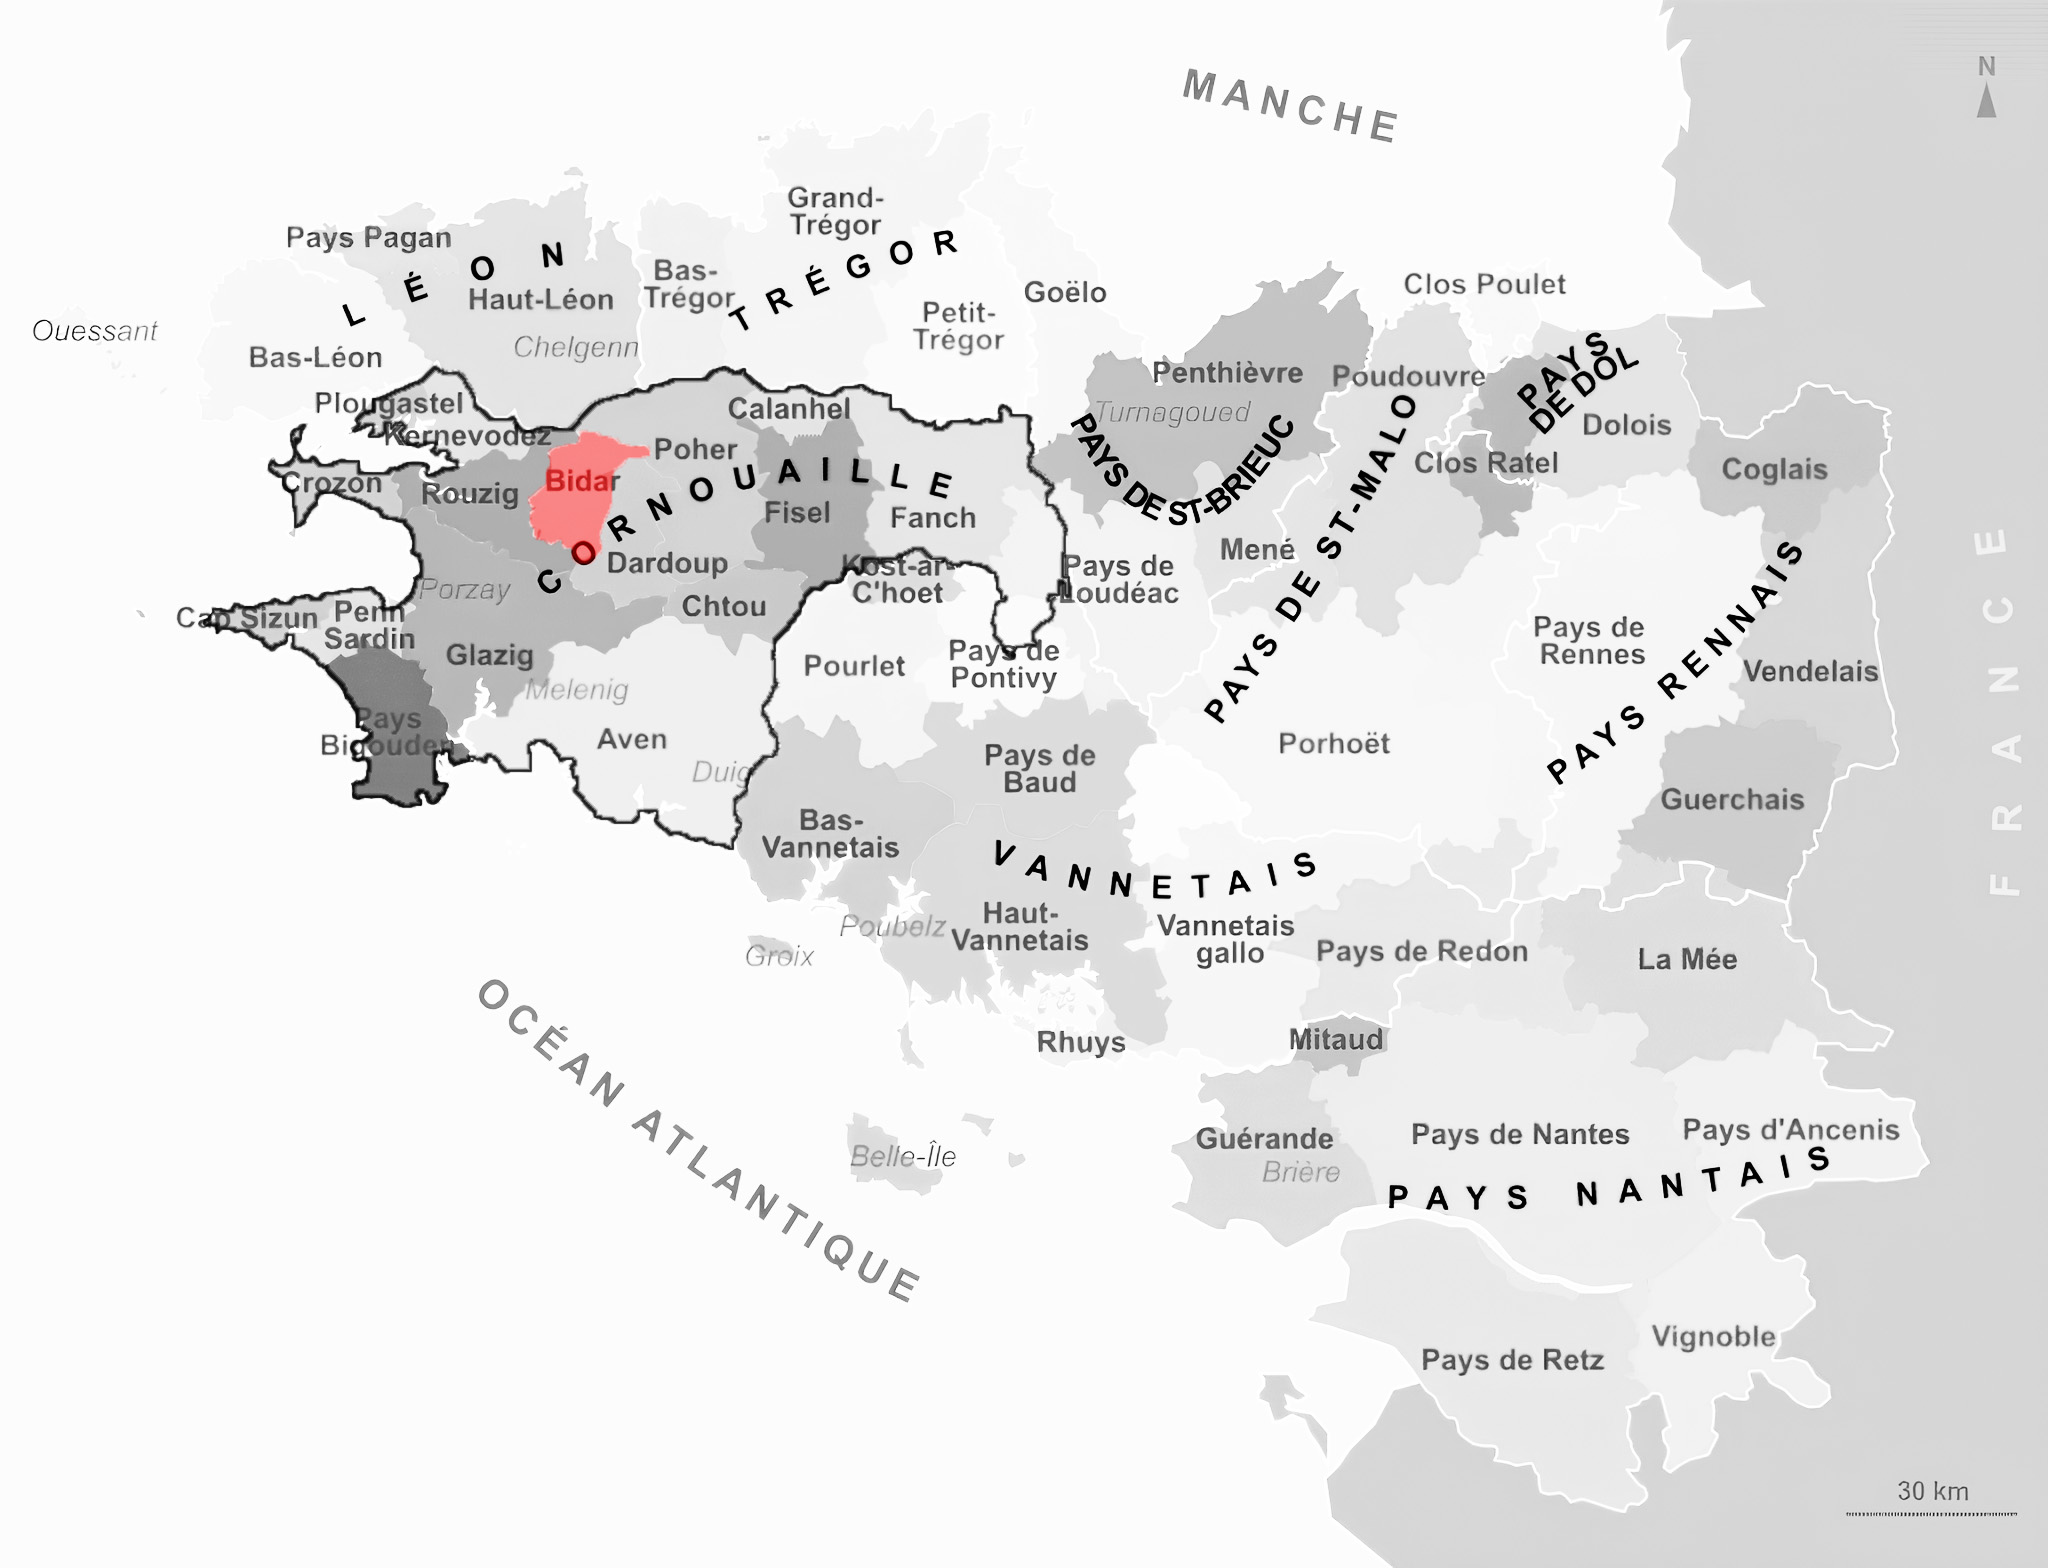 MANCHE
N
Grand-
Trégor
Pays Pagan
LÉON
Haut-Léon
Bas-
Trégor
TRÉGOR
Goëlo
Petit-
Trégor
Clos Poulet
Ouessant
Chelgenn
Bas-Léon
Penthièvre
Poudouvre
PAYS
DE DOL
Plougastel
Calanhel
Turnagoued
Dolois
Kernevodez
Poher
PAYS DE ST-BRIEUC
PAYS DE ST-MALO
Clos Ratel
Coglais
Crozon
Rouzig
Bidar
CORNOUAILLE
Fisel
Fanch
FRANCE
Dardoup
Kost-ar-
C'hoet
Pays de
Loudéac
Mené
Porzay
Cap Sizun
Penn
Sardin
Chtou
Pays de
Rennes
PAYS RENNAIS
Glazig
Pourlet
Pays de
Pontivy
Vendelais
Melenig
Pays
Bigouden
Aven
Porhoët
Duig
Pays de
Baud
Guerchais
Bas-
Vannetais
VANNETAIS
Poubelz
Haut-
Vannetais
Vannetais
gallo
Pays de Redon
La Mée
Groix
OCÉAN ATLANTIQUE
Rhuys
Mitaud
Belle-Île
Guérande
Brière
Pays de Nantes
Pays d'Ancenis
PAYS NANTAIS
Pays de Retz
Vignoble
30 km